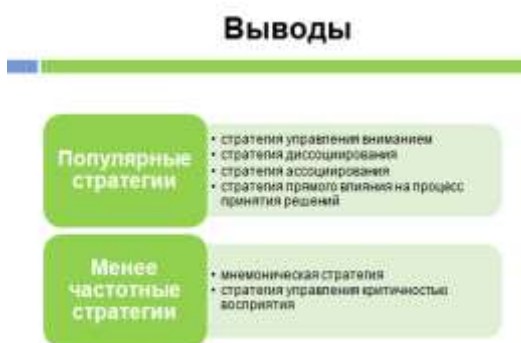 Выводы
Популярные
стратегии
• стратегия управления вниманием
• стратегия диссоциирования
• стратегия ассоциирования
• стратегия прямого влияния на процесс
принятия решений
Менее
частотные
стратегии
• мнемоническая стратегия
• стратегия управления критичностью
восприятия